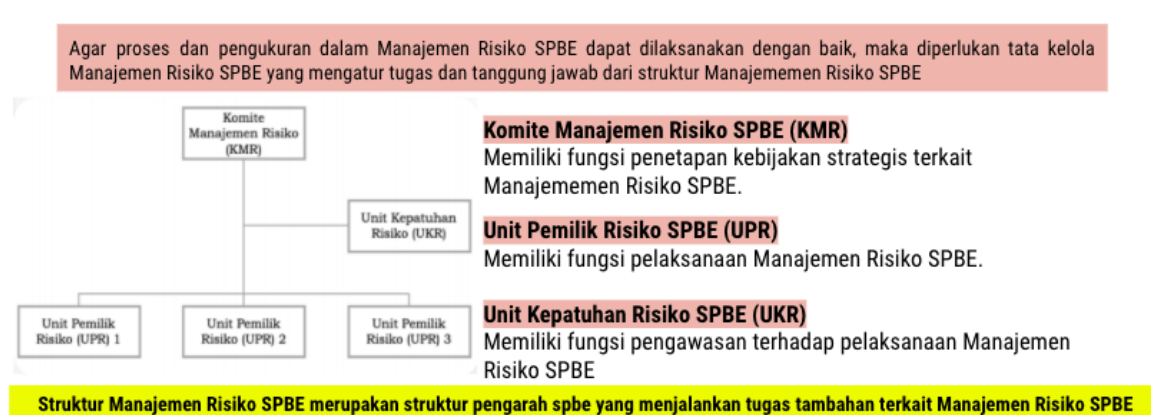 Agar proses dan pengukuran dalam Manajemen Risiko SPBE dapat dilaksanakan dengan baik, maka diperlukan tata kelola
Manajemen Risiko SPBE yang mengatur tugas dan tanggung jawab dari struktur Manajememen Risiko SPBE
Komite
Manajemen Risiko
(KMR)
Unit Kepatuhan
Risiko (UKR)
Unit Pemilik
Risiko (UPR) 1
Unit Pemilik
Risiko (UPR) 2
Unit Pemilik
Risiko (UPR) 3
Komite Manajemen Risiko SPBE (KMR)
Memiliki fungsi penetapan kebijakan strategis terkait
Manajememen Risiko SPBE.
Unit Pemilik Risiko SPBE (UPR)
Memiliki fungsi pelaksanaan Manajemen Risiko SPBE.
Unit Kepatuhan Risiko SPBE (UKR)
Memiliki fungsi pengawasan terhadap pelaksanaan Manajemen
Risiko SPBE
Struktur Manajemen Risiko SPBE merupakan struktur pengarah spbe yang menjalankan tugas tambahan terkait Manajemen Risiko SPBE